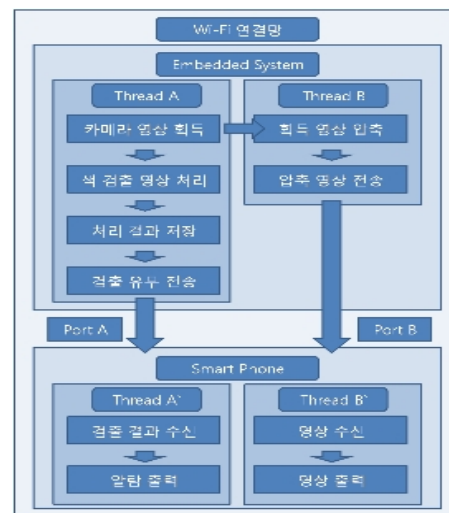 Wi-Fi 연결망
Embedded System
Thread A
Thread B
카메라 영상 획득
획득 영상 압축
색 검출 영상 처리
압축 영상 전송
처리 결과 저장
검출 유무 전송
Port A
Port B
Smart Phone
Thread A`
Thread B`
검출 결과 수신
영상 수신
알람 출력
영상 출력